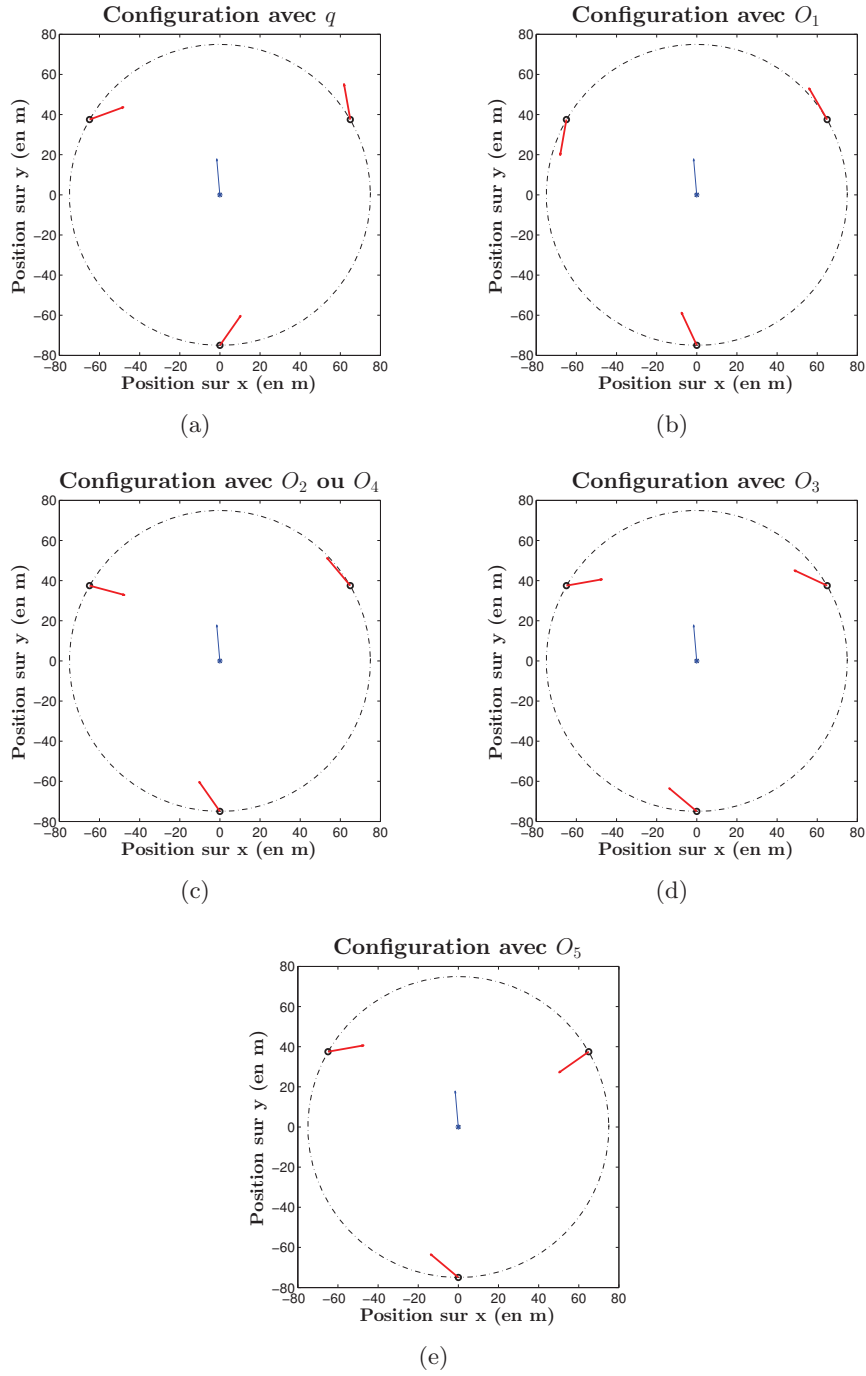 Configuration avec q
Position sur y (en m)
80
60
40
20
0
−20
−40
−60
−80
−80 −60 −40 −20 0 20 40 60 80
Position sur x (en m)
(a)
Configuration avec O1
Position sur y (en m)
80
60
40
20
0
−20
−40
−60
−80
−80 −60 −40 −20 0 20 40 60 80
Position sur x (en m)
(b)
Configuration avec O2 ou O4
Position sur y (en m)
80
60
40
20
0
−20
−40
−60
−80
−80 −60 −40 −20 0 20 40 60 80
Position sur x (en m)
(c)
Configuration avec O3
Position sur y (en m)
80
60
40
20
0
−20
−40
−60
−80
−80 −60 −40 −20 0 20 40 60 80
Position sur x (en m)
(d)
Configuration avec O5
Position sur y (en m)
80
60
40
20
0
−20
−40
−60
−80
−80 −60 −40 −20 0 20 40 60 80
Position sur x (en m)
(e)